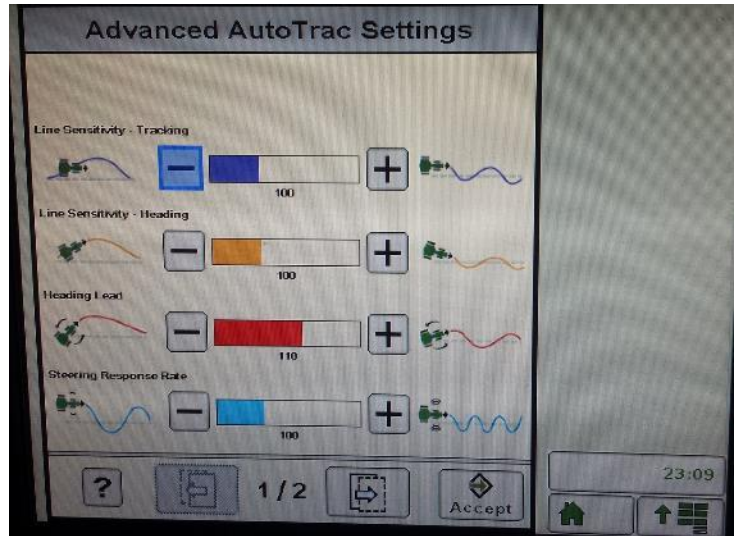 Advanced AutoTrac Settings
Line Sensitivity - Tracking
100
Line Sensitivity - Heading
100
Heading Lead
110
Steering Response Rate
100
?
1/2
Accept
23:09